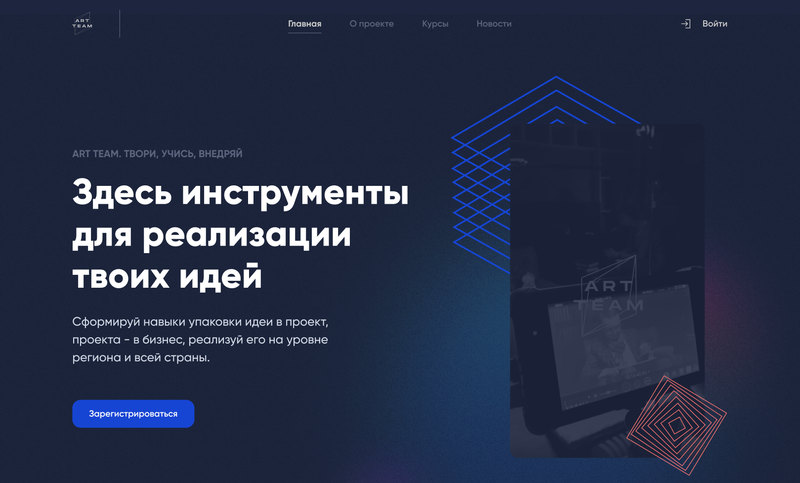 ART
TEAM
Главная
О проекте
Курсы
Новости
Войти
ART TEAM. ТВОРИ, УЧИСЬ, ВНЕДРЯЙ
Здесь инструменты
для реализации
твоих идей
Сформируй навыки упаковки идеи в проект,
проекта - в бизнес, реализуй его на уровне
региона и всей страны.
Зарегистрироваться
ART
TEAM